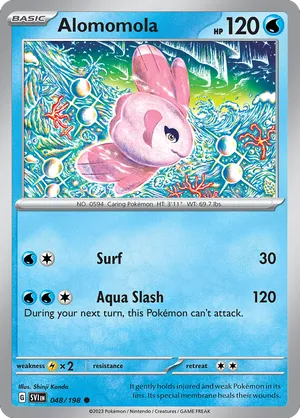 BASIC
Alomomola HP 120
NO. 0594 Caring Pokémon HT: 3'11" WT: 69.7 lbs.
Surf 30
Aqua Slash 120
During your next turn, this Pokémon can't attack.
weakness ×2 resistance retreat
Illus. Shinji Kanda
It gently holds injured and weak Pokémon
in its fins. Its special membrane heals their wounds.
G SVI EN 048/198
©2023 Pokémon / Nintendo / Creatures / GAME FREAK